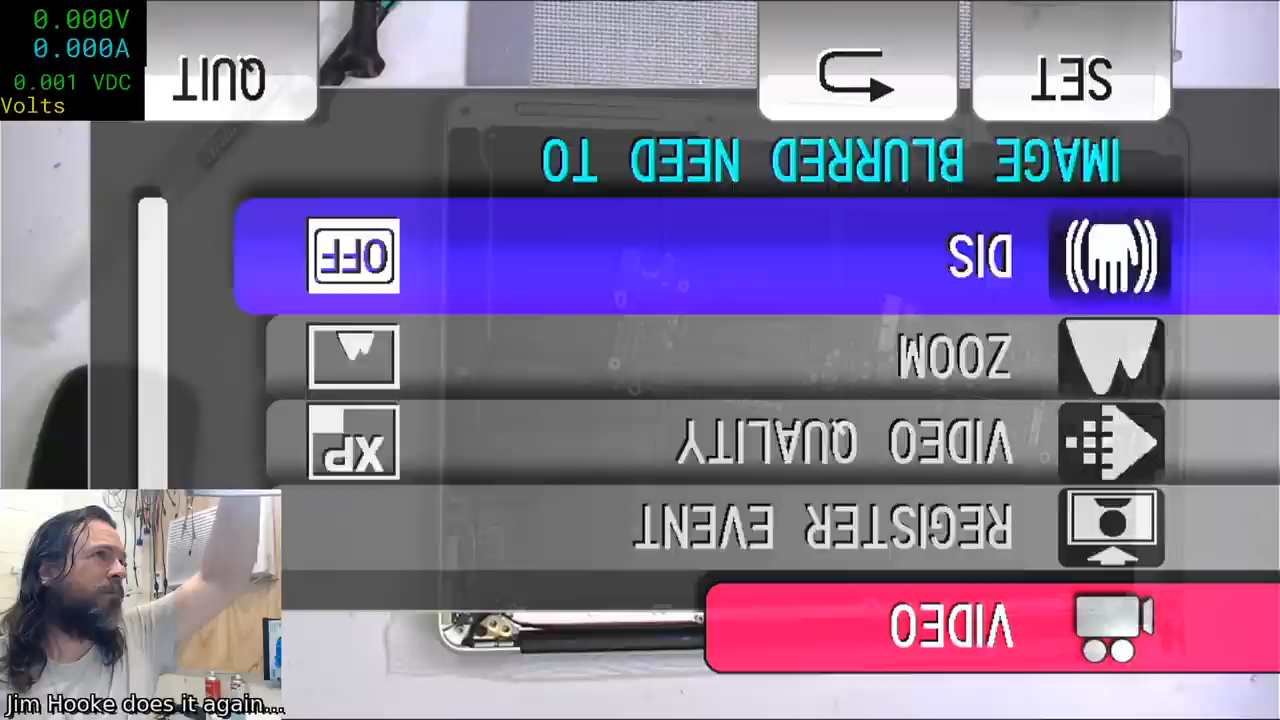 0.000V
0.000A
0.001 VDC
Volts
VIDEO
REGISTER EVENT
VIDEO QUALITY
XP
ZOOM
W
DIS
OFF
IMAGE BLURRED NEED TO
SET
QUIT
Jim Hooke does it again...